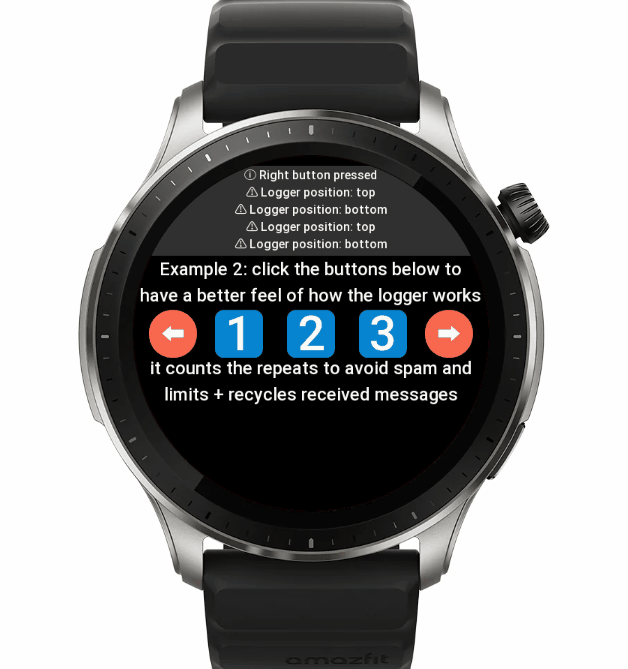 Right button pressed
Logger position: top
Logger position: bottom
Logger position: top
Logger position: bottom
Example 2: click the buttons below to
have a better feel of how the logger works
1 2 3
it counts the repeats to avoid spam and
limits + recycles received messages
amazfit